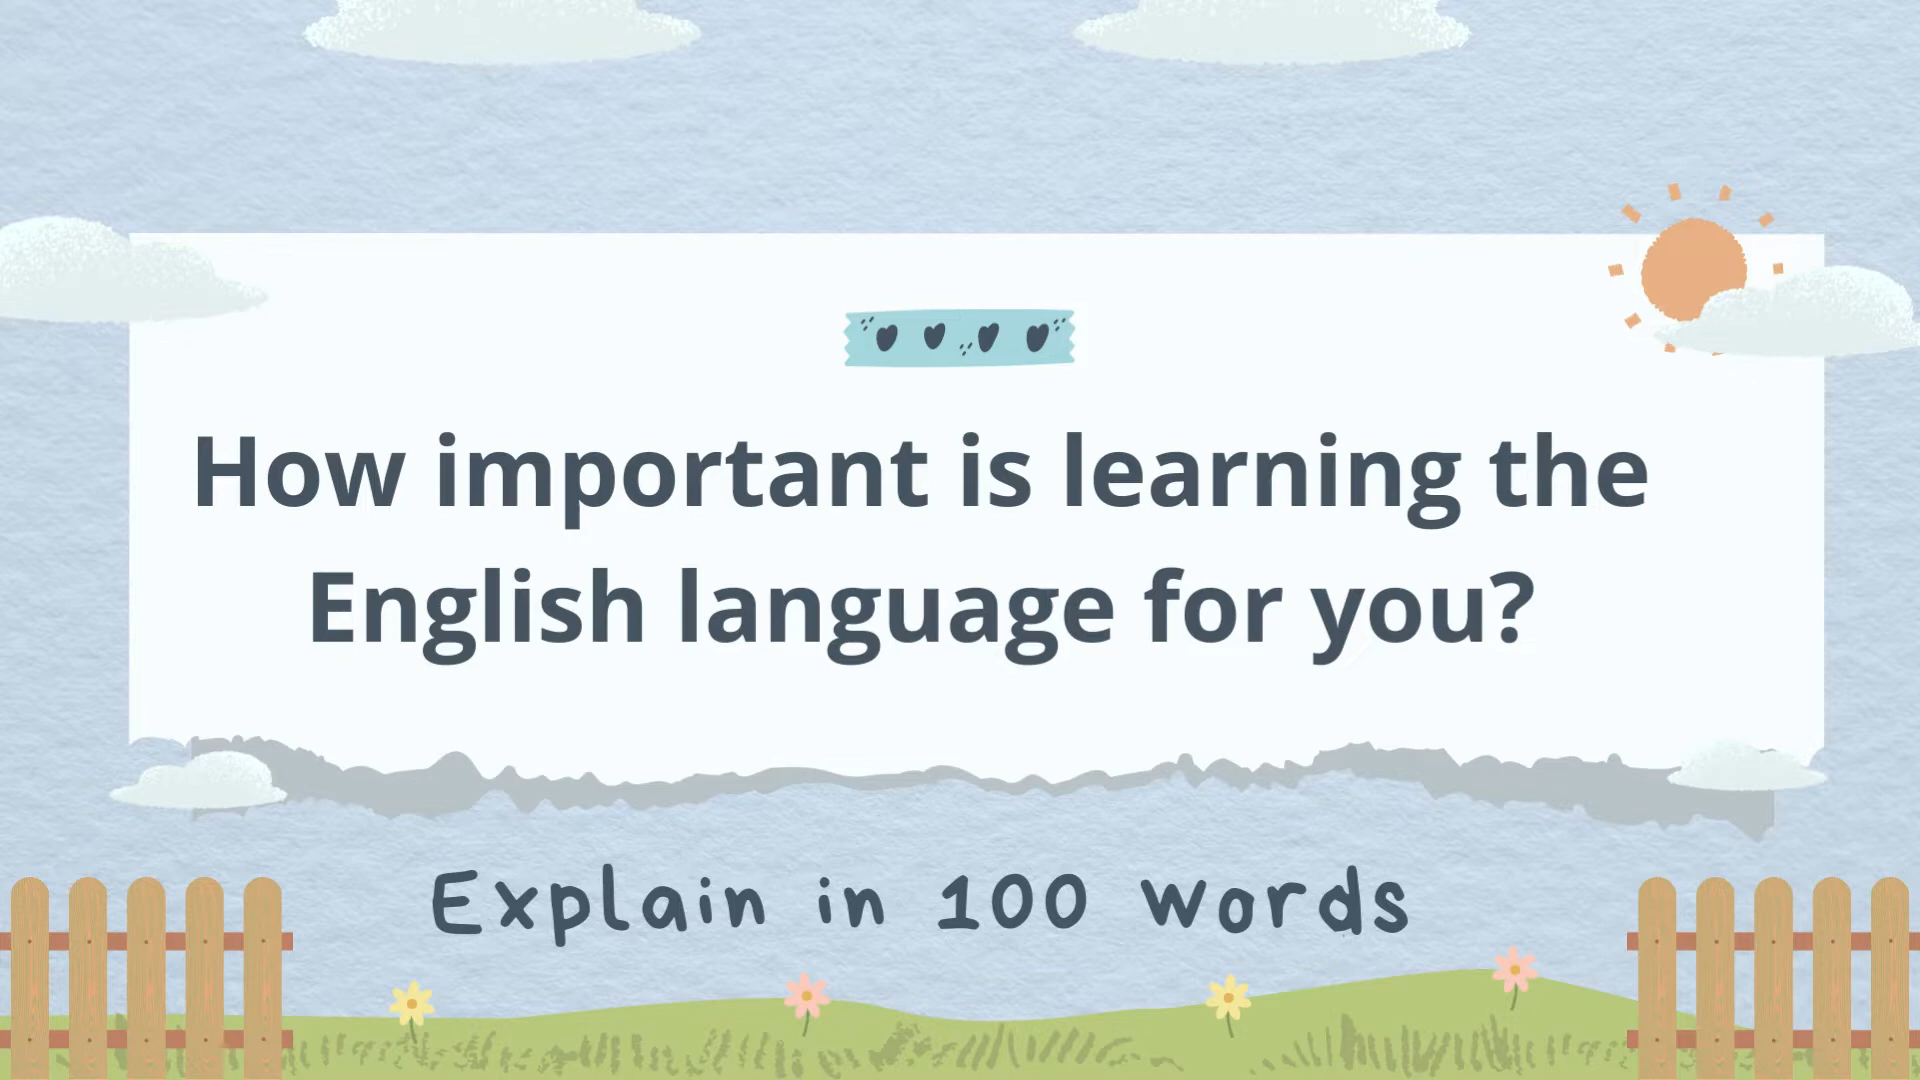 How important is learning the
English language for you?
Explain in 100 words